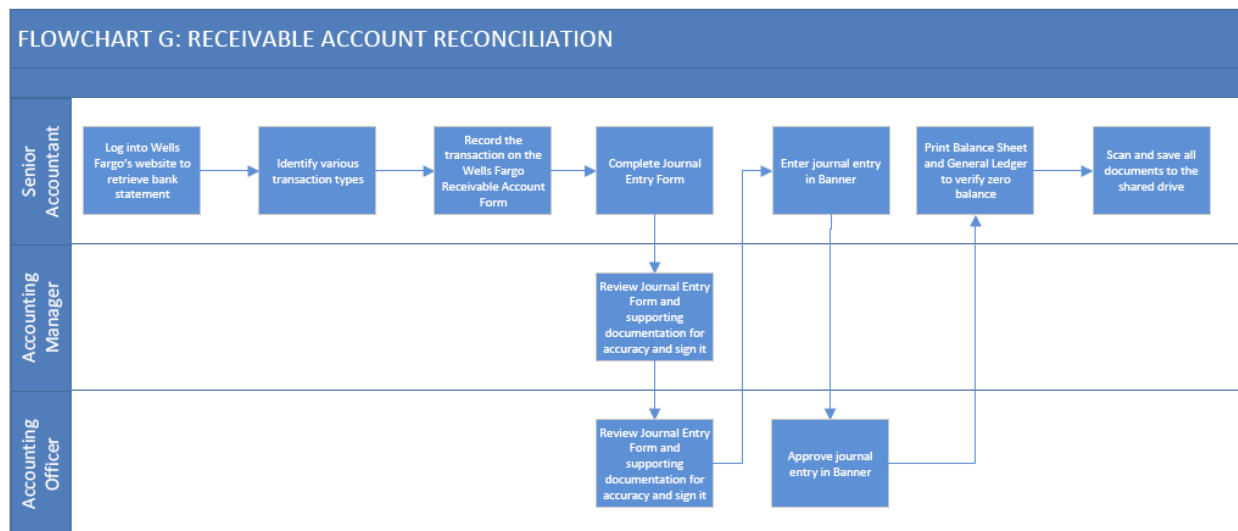 FLOWCHART G: RECEIVABLE ACCOUNT RECONCILIATION
Senior
Accountant
Log into Wells
Fargo's website to
retrieve bank
statement
Identify various
transaction types
Record the
transaction on the
Wells Fargo
Receivable Account
Form
Complete Journal
Entry Form
Enter journal entry
in Banner
Print Balance Sheet
and General Ledger
to verify zero
balance
Scan and save all
documents to the
shared drive
Accounting
Manager
Review Journal Entry
Form and
supporting
documentation for
accuracy and sign it
Accounting
Officer
Review Journal Entry
Form and
supporting
documentation for
accuracy and sign it
Approve journal
entry in Banner